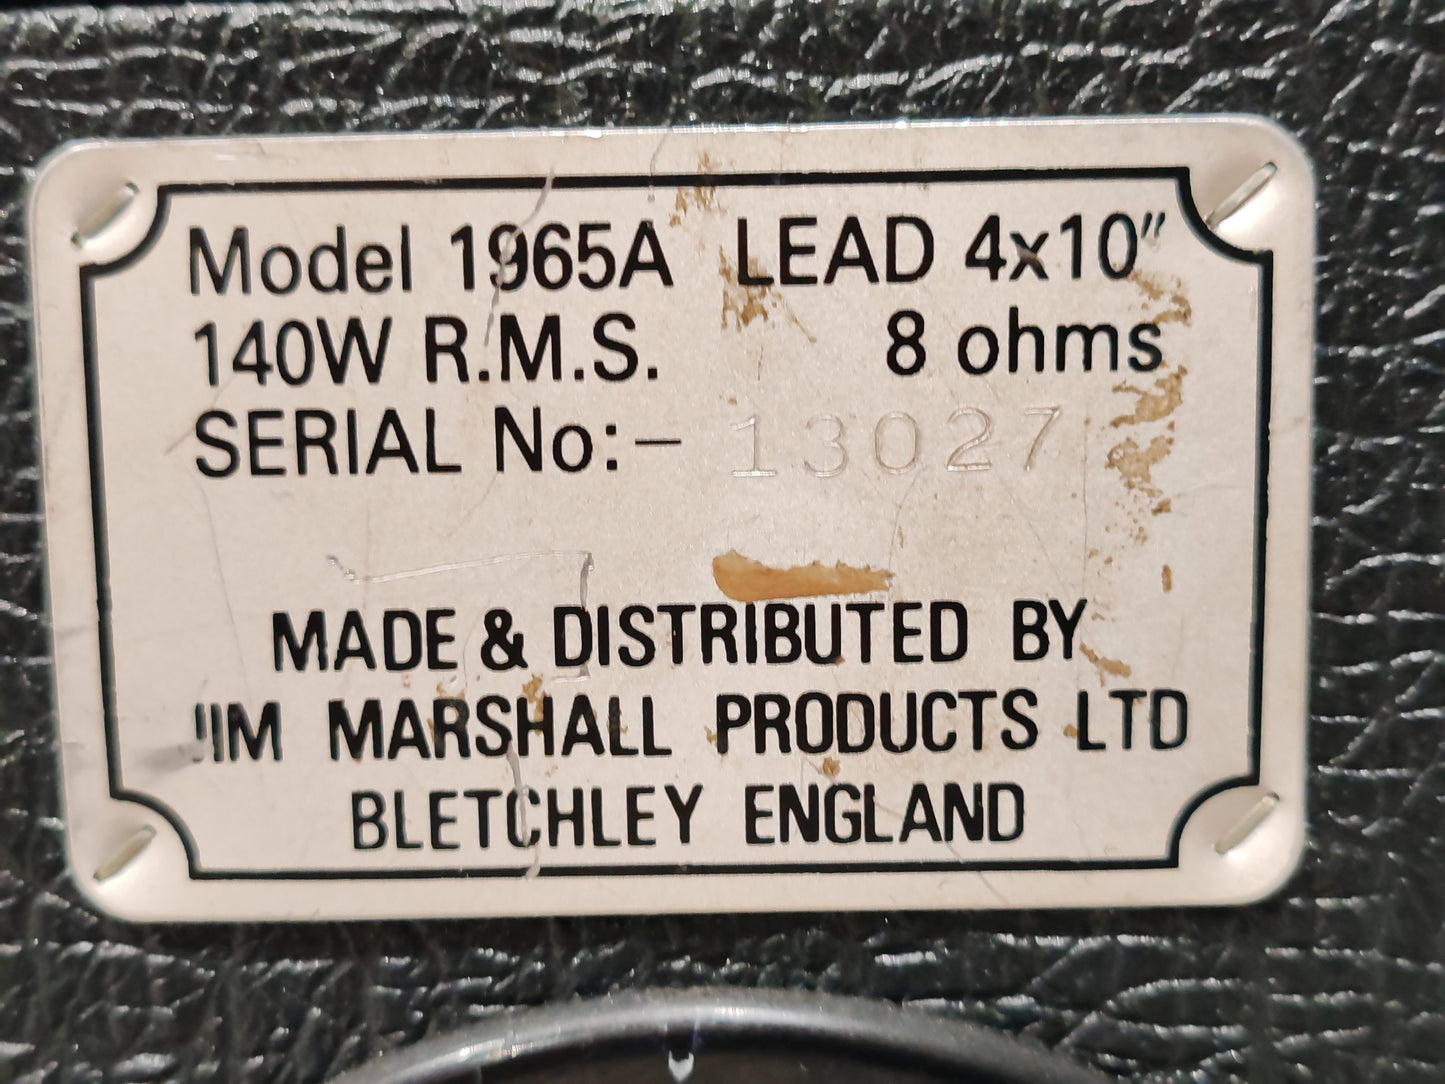 Model 1965A LEAD 4x10"
140W R.M.S. 8 ohms
SERIAL No:- 13027
MADE & DISTRIBUTED BY
JIM MARSHALL PRODUCTS LTD
BLETCHLEY ENGLAND